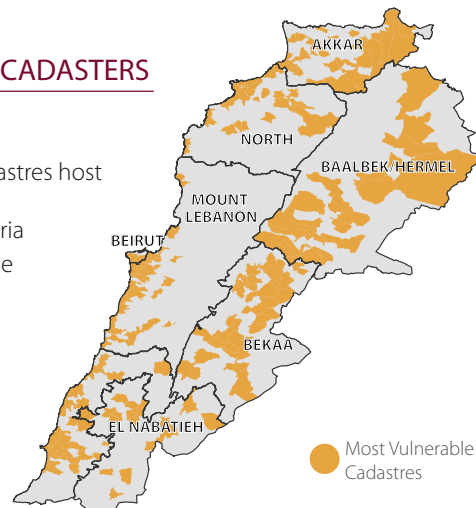 CADASTERS
astres host
ria
e
AKKAR
NORTH
BAALBEK/HERMEL
MOUNT
LEBANON
BEIRUT
BEKAA
EL NABATIEH
Most Vulnerable
Cadastres